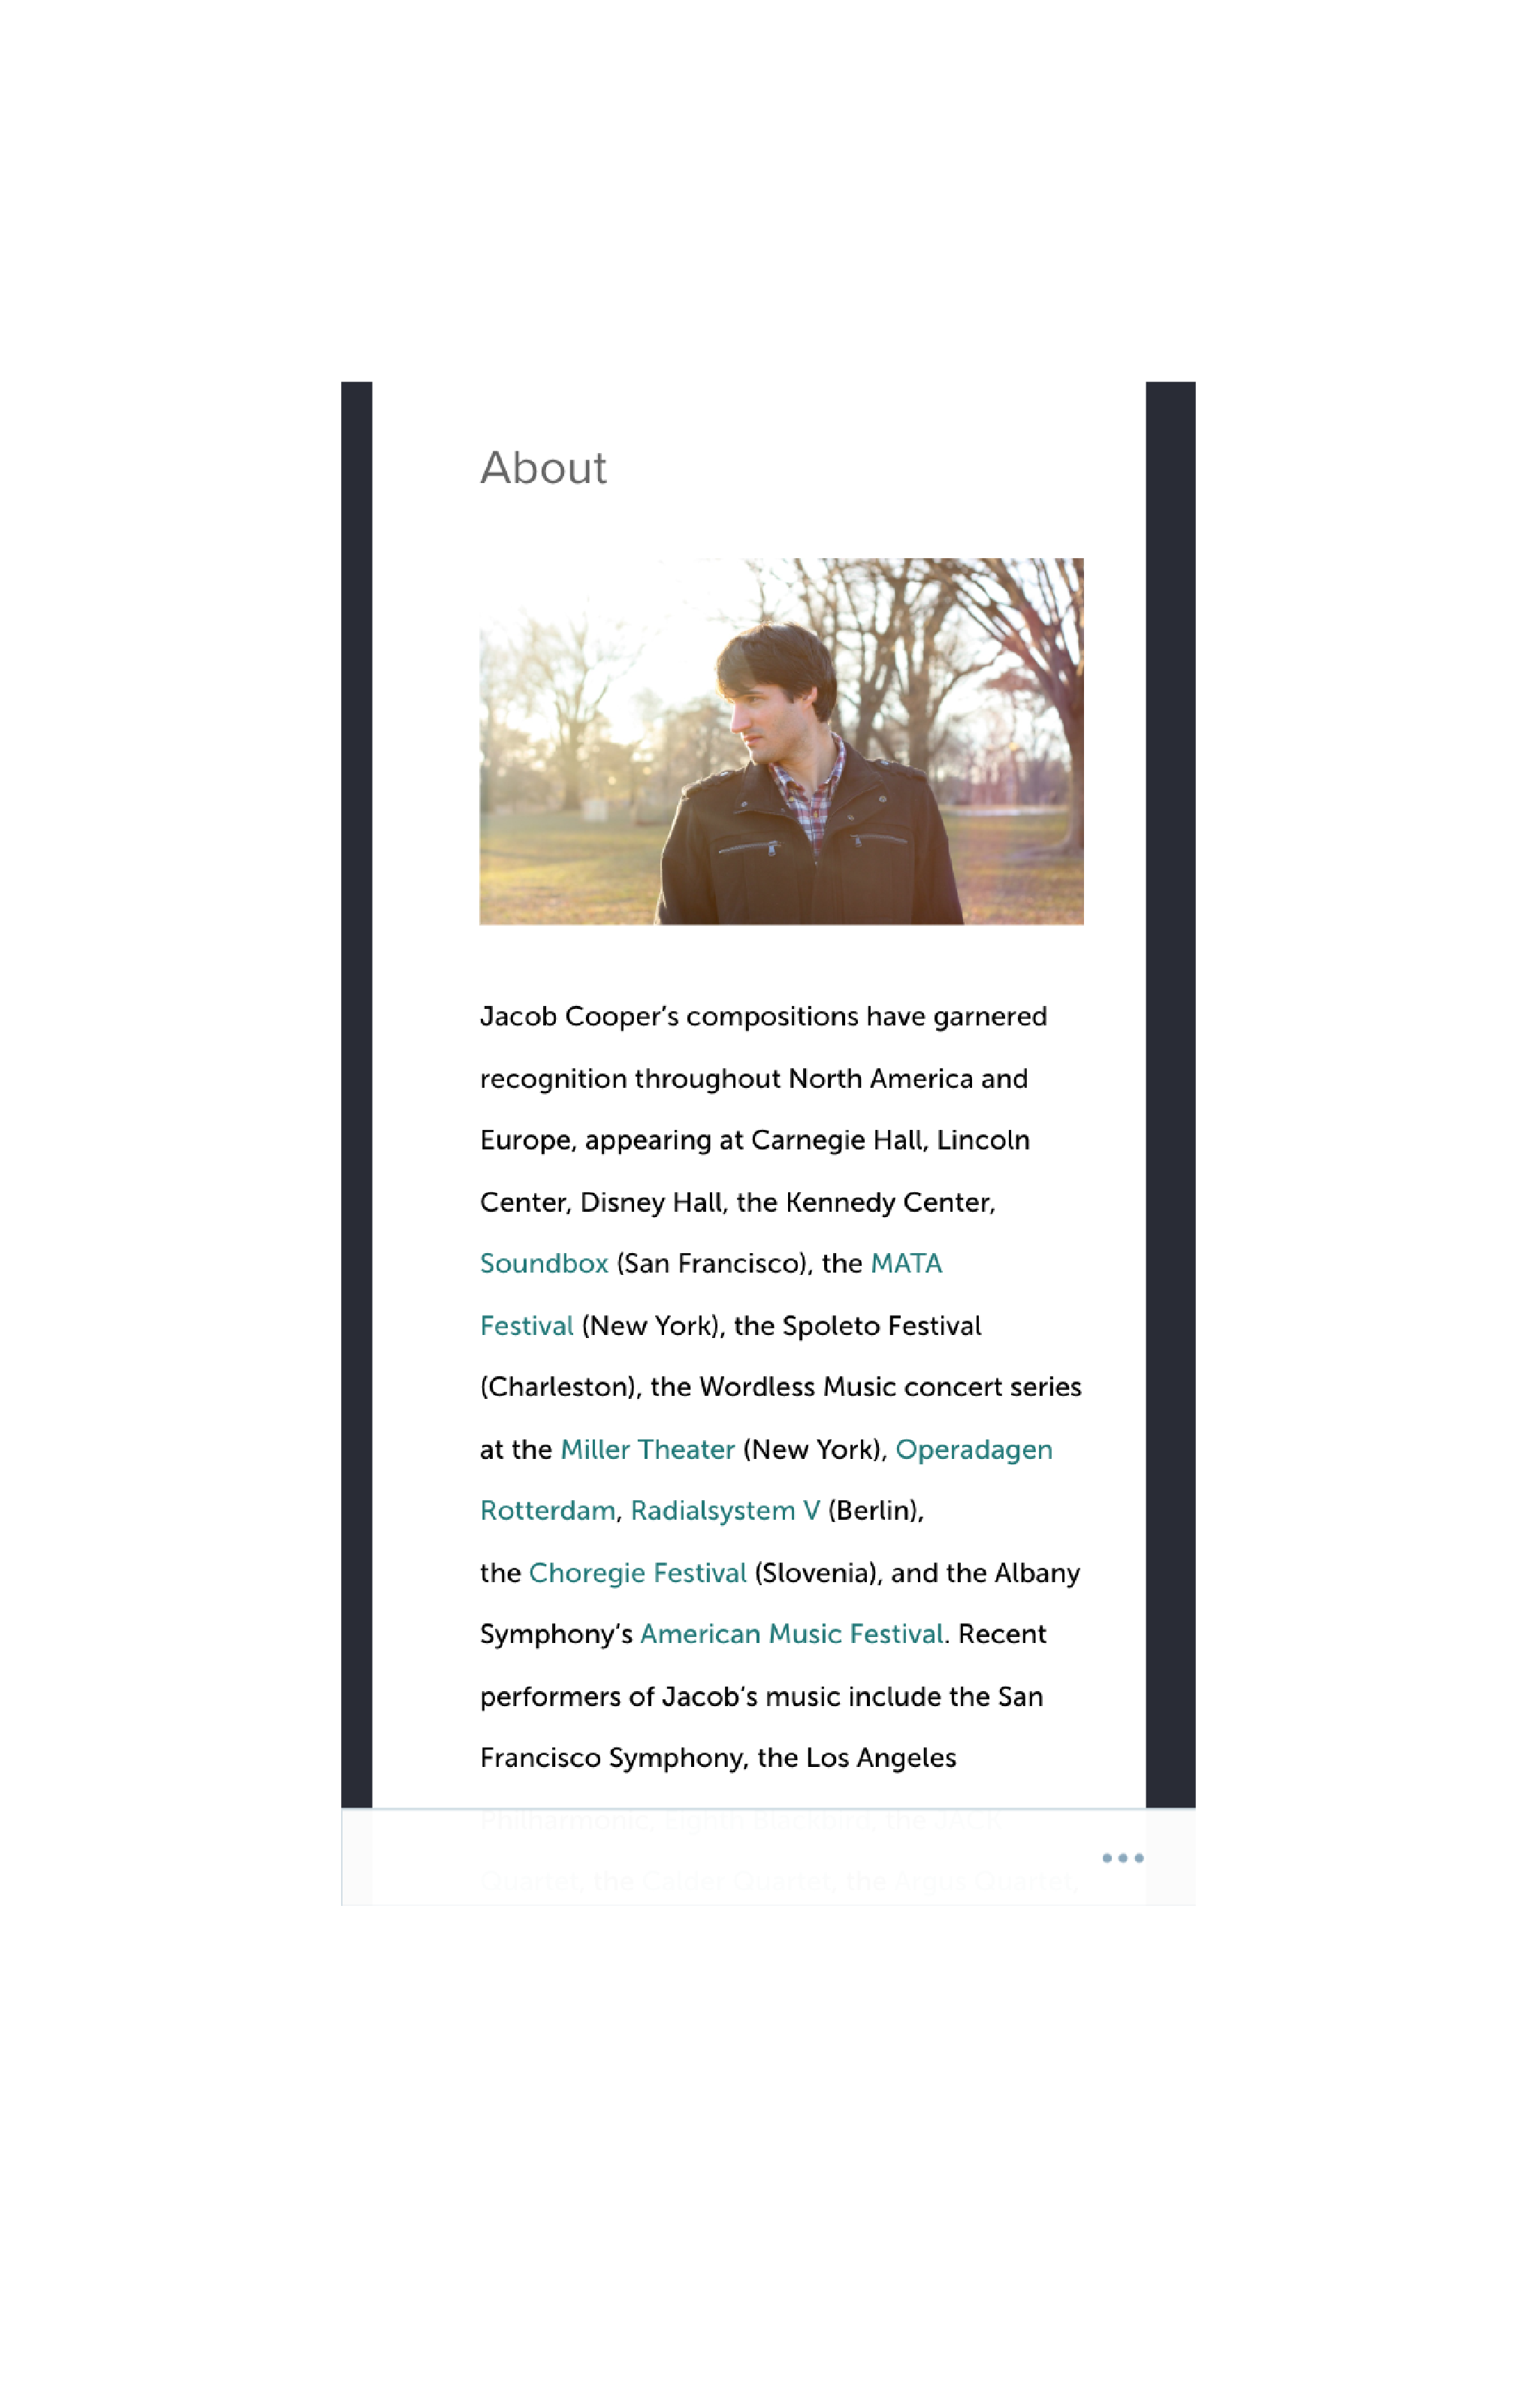 About
Jacob Cooper’s compositions have garnered
recognition throughout North America and
Europe, appearing at Carnegie Hall, Lincoln
Center, Disney Hall, the Kennedy Center,
Soundbox (San Francisco), the MATA
Festival (New York), the Spoleto Festival
(Charleston), the Wordless Music concert series
at the Miller Theater (New York), Operadagen
Rotterdam, Radialsystem V (Berlin),
the Choregie Festival (Slovenia), and the Albany
Symphony’s American Music Festival. Recent
performers of Jacob’s music include the San
Francisco Symphony, the Los Angeles
Philharmonic, Eighth Blackbird, the JACK
Quartet, the Calder Quartet, the Argus Quartet,